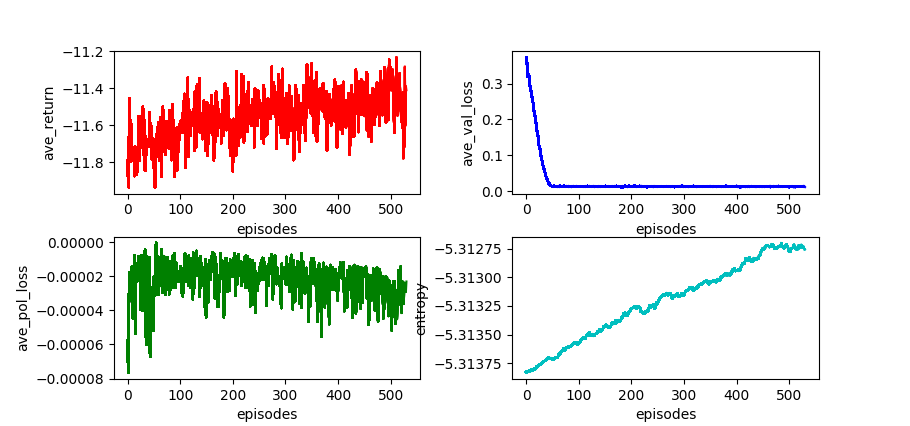 −11.2
−11.4
−11.6
−11.8
ave_return
0 100 200 300 400 500
episodes
0.3
0.2
0.1
0.0
ave_val_loss
0 100 200 300 400 500
episodes
0.00000
−0.00002
−0.00004
−0.00006
−0.00008
ave_pol_loss
0 100 200 300 400 500
episodes
−5.31275
−5.31300
−5.31325
−5.31350
−5.31375
entropy
0 100 200 300 400 500
episodes